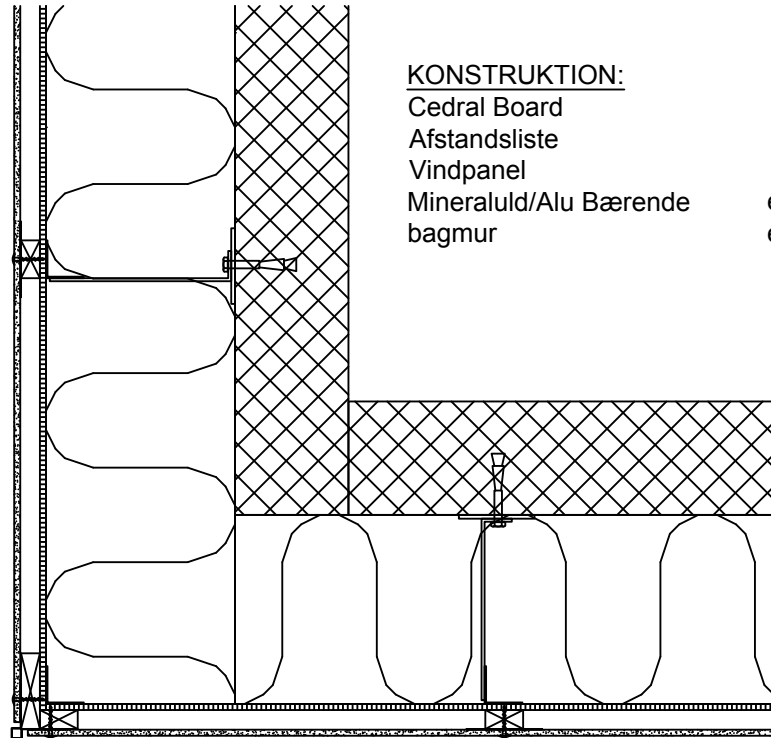 KONSTRUKTION:
Cedral Board
Afstandsliste
Vindpanel
Mineraluld/Alu Bærende e
bagmur e